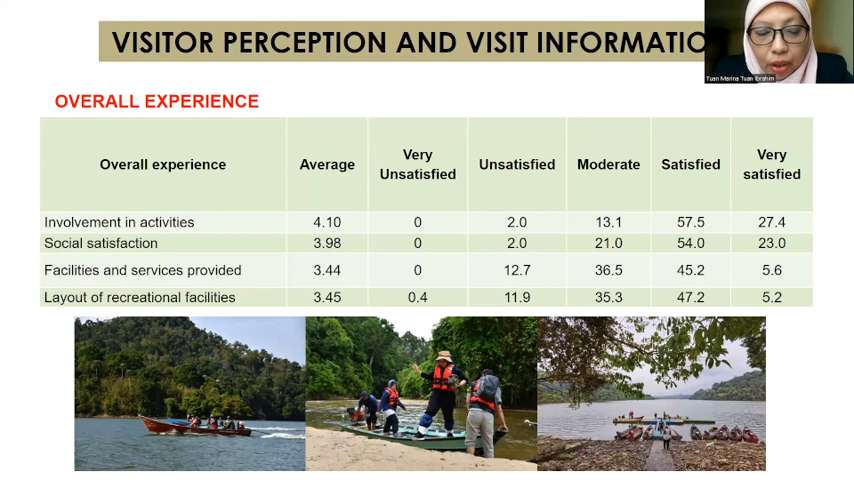 VISITOR PERCEPTION AND VISIT INFORMATIO
Tuan Marina Tuan Ibrahim
OVERALL EXPERIENCE
Overall experience Average Very Unsatisfied Unsatisfied Moderate Satisfied Very satisfied
Involvement in activities 4.10 0 2.0 13.1 57.5 27.4
Social satisfaction 3.98 0 2.0 21.0 54.0 23.0
Facilities and services provided 3.44 0 12.7 36.5 45.2 5.6
Layout of recreational facilities 3.45 0.4 11.9 35.3 47.2 5.2